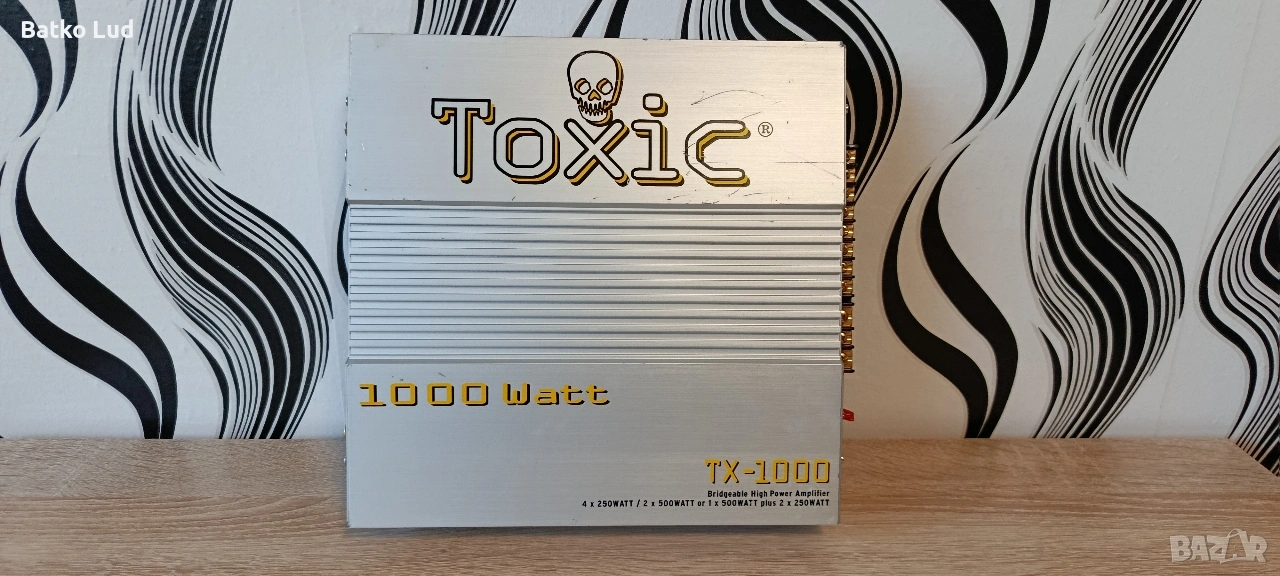 Batko Lud
Toxic®
1000 Watt
TX-1000
Bridgeable High Power Amplifier
4 x 250WATT / 2 x 500WATT or 1 x 500WATT plus 2 x 250WATT
BAZAR